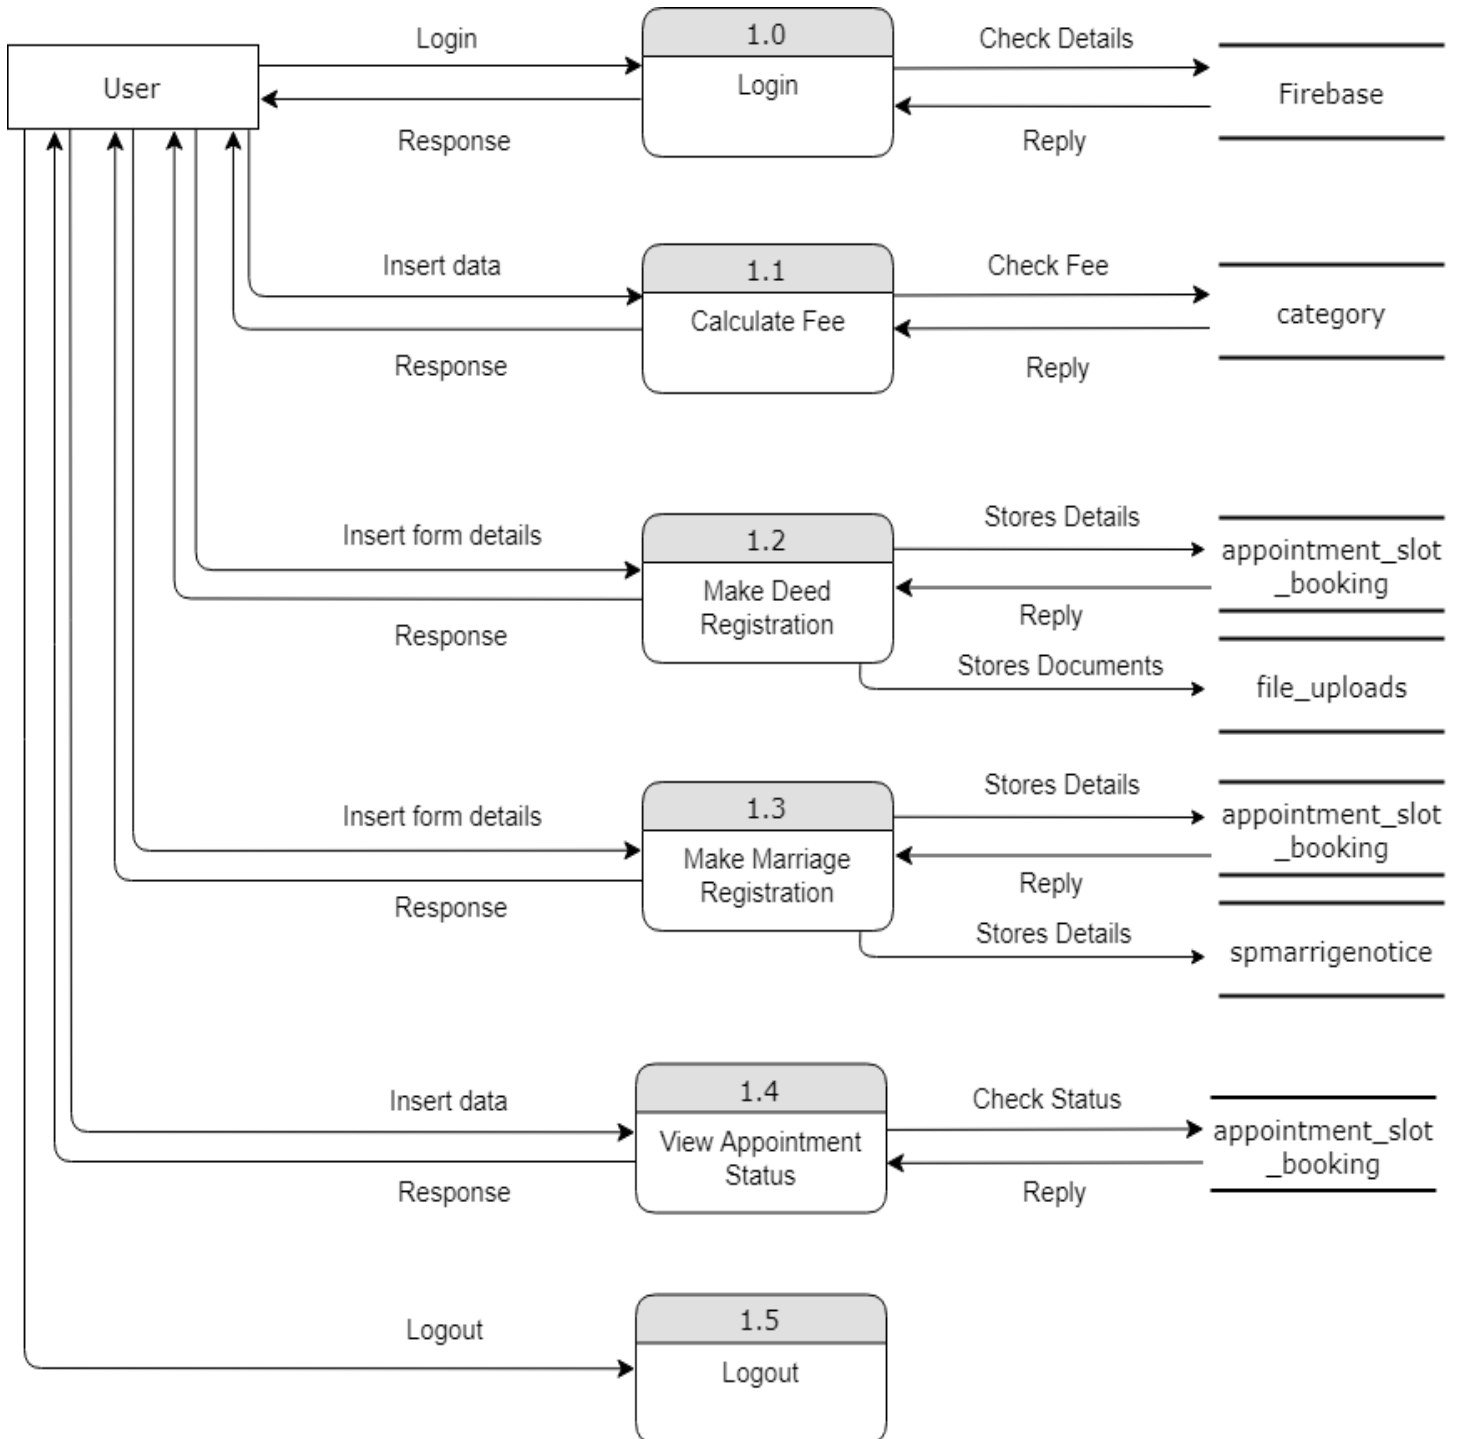 Login
1.0
Check Details
User
Login
Firebase
Response
Reply
Insert data
1.1
Check Fee
Calculate Fee
category
Response
Reply
Insert form details
1.2
Stores Details
appointment_slot
_booking
Make Deed
Registration
Reply
Response
Stores Documents
file_uploads
Insert form details
1.3
Stores Details
appointment_slot
_booking
Make Marriage
Registration
Reply
Response
Stores Details
spmarrigenotice
Insert data
1.4
Check Status
appointment_slot
_booking
View Appointment
Status
Response
Reply
Logout
1.5
Logout